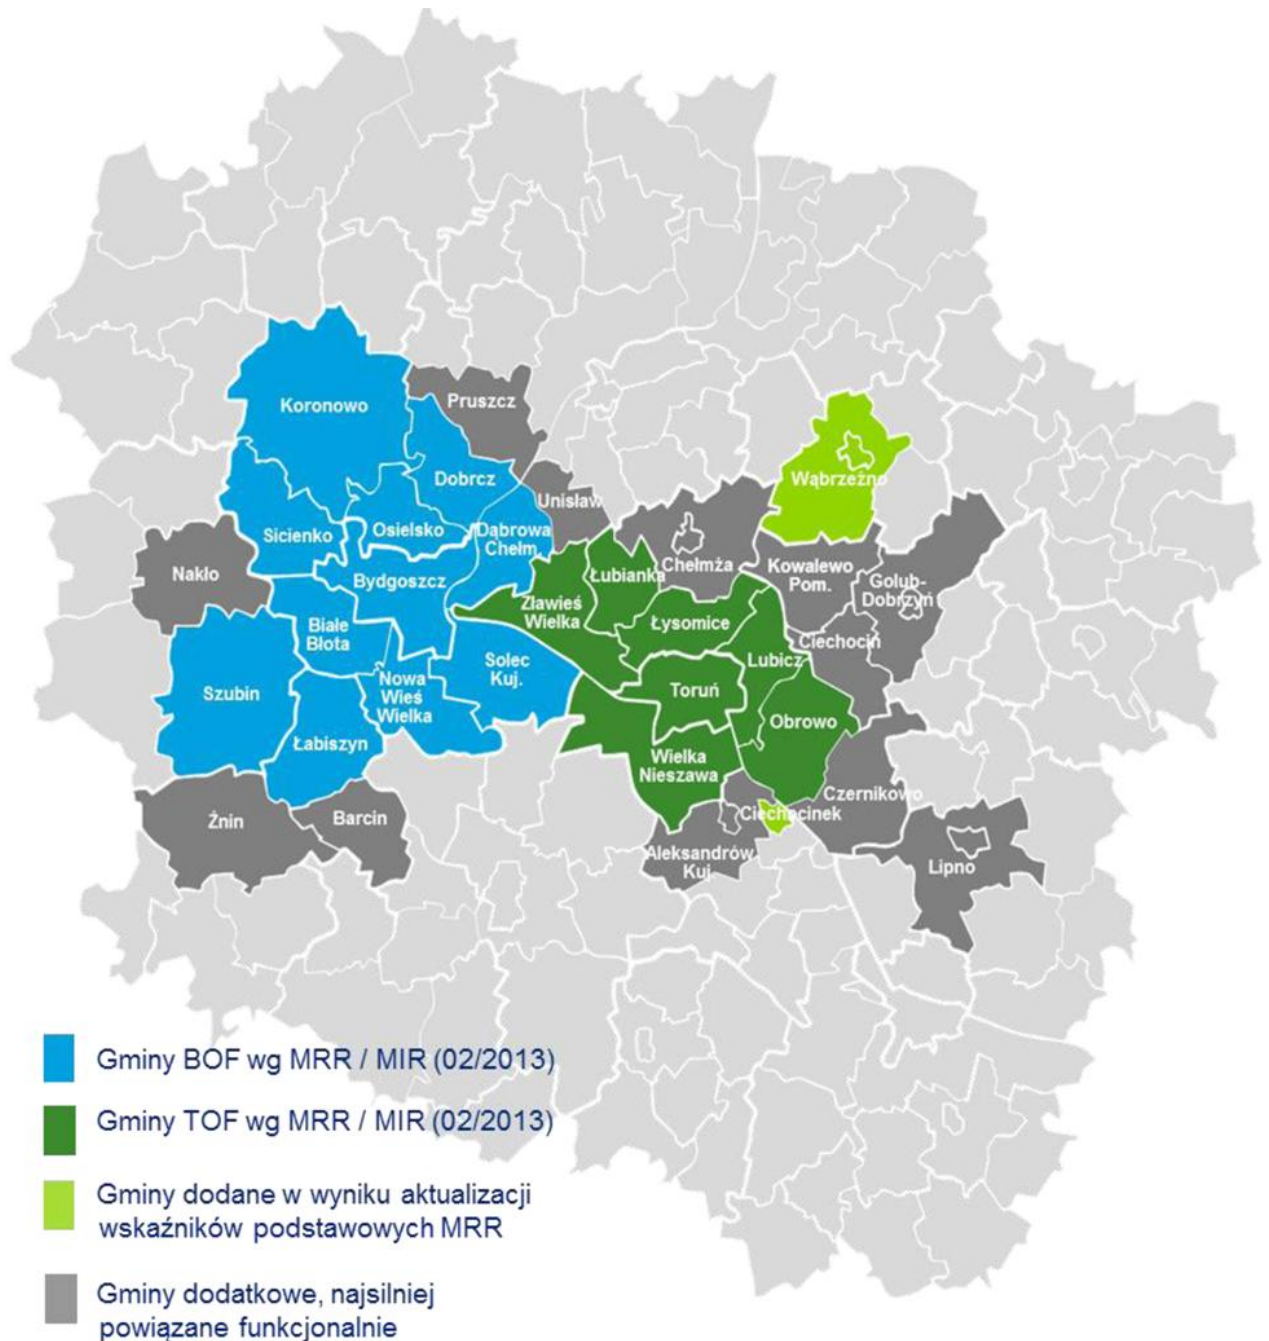 Koronowo
Pruszcz
Dobrcz
Wąbrzeźno
Unisław
Sicienko
Osielsko
Dąbrowa
Chełm.
Nakło
Bydgoszcz
Łubianka
Chełmża
Kowalewo
Pom.
Golub-
Dobrzyń
Zławieś
Wielka
Białe
Błota
Łysomice
Ciechocin
Szubin
Solec
Kuj.
Lubicz
Nowa
Wieś
Wielka
Toruń
Obrowo
Łabiszyn
Wielka
Nieszawa
Czernikowo
Żnin
Barcin
Ciechocinek
Aleksandrów
Kuj.
Lipno
Gminy BOF wg MRR / MIR (02/2013)
Gminy TOF wg MRR / MIR (02/2013)
Gminy dodane w wyniku aktualizacji
wskaźników podstawowych MRR
Gminy dodatkowe, najsilniej
powiązane funkcjonalnie